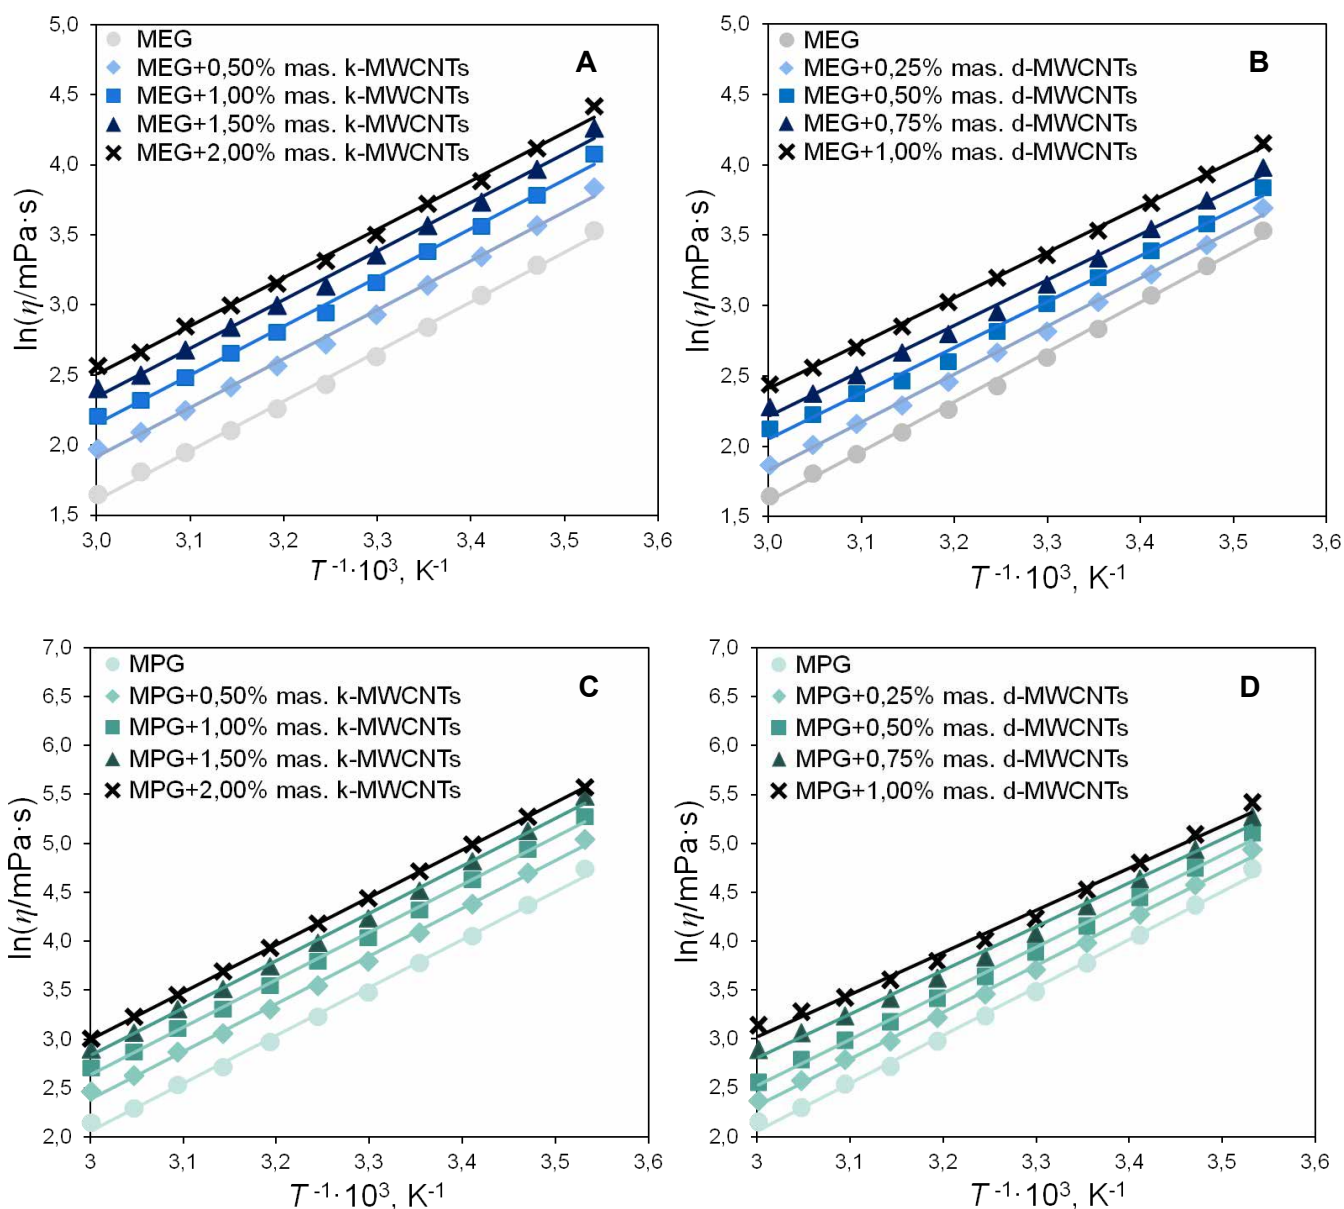 A
MEG
MEG+0,50% mas. k-MWCNTs
MEG+1,00% mas. k-MWCNTs
MEG+1,50% mas. k-MWCNTs
MEG+2,00% mas. k-MWCNTs
5,0
4,5
4,0
3,5
3,0
2,5
2,0
1,5
ln(η/mPa·s)
3,0 3,1 3,2 3,3 3,4 3,5 3,6
T⁻¹·10³, K⁻¹
B
MEG
MEG+0,25% mas. d-MWCNTs
MEG+0,50% mas. d-MWCNTs
MEG+0,75% mas. d-MWCNTs
MEG+1,00% mas. d-MWCNTs
5,0
4,5
4,0
3,5
3,0
2,5
2,0
1,5
ln(η/mPa·s)
3,0 3,1 3,2 3,3 3,4 3,5 3,6
T⁻¹·10³, K⁻¹
C
MPG
MPG+0,50% mas. k-MWCNTs
MPG+1,00% mas. k-MWCNTs
MPG+1,50% mas. k-MWCNTs
MPG+2,00% mas. k-MWCNTs
7,0
6,5
6,0
5,5
5,0
4,5
4,0
3,5
3,0
2,5
2,0
ln(η/mPa·s)
3 3,1 3,2 3,3 3,4 3,5 3,6
T⁻¹·10³, K⁻¹
D
MPG
MPG+0,25% mas. d-MWCNTs
MPG+0,50% mas. d-MWCNTs
MPG+0,75% mas. d-MWCNTs
MPG+1,00% mas. d-MWCNTs
7,0
6,5
6,0
5,5
5,0
4,5
4,0
3,5
3,0
2,5
2,0
ln(η/mPa·s)
3 3,1 3,2 3,3 3,4 3,5 3,6
T⁻¹·10³, K⁻¹